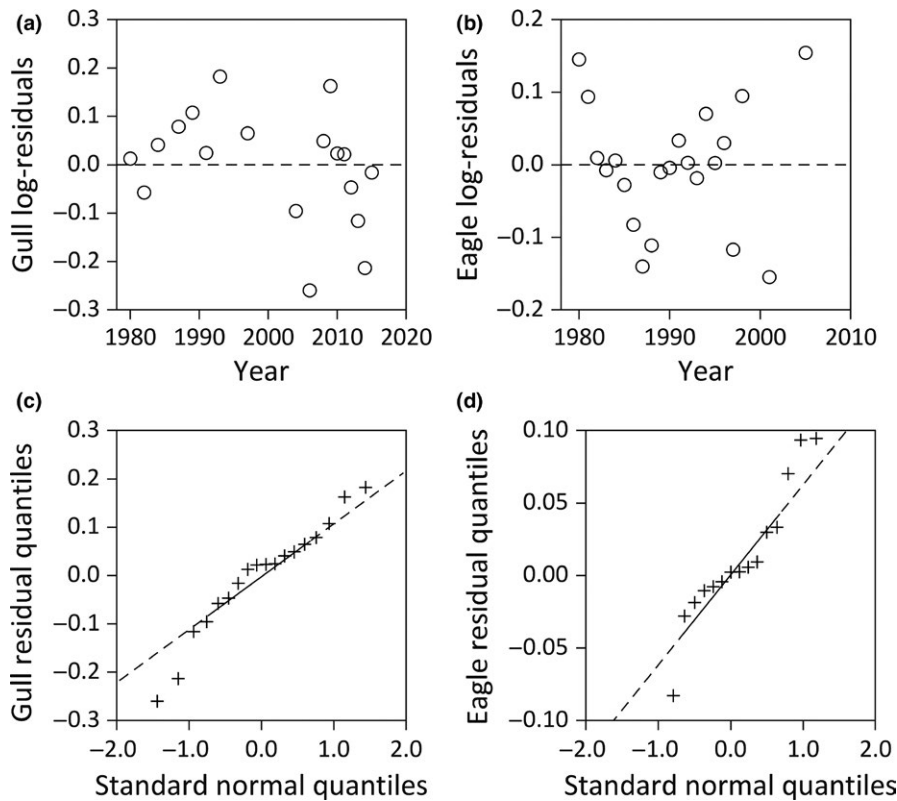 (a)
Gull log-residuals
0.3
0.2
0.1
0.0
–0.1
–0.2
–0.3
1980 1990 2000 2010 2020
Year
(b)
Eagle log-residuals
0.2
0.1
0.0
–0.1
–0.2
1980 1990 2000 2010
Year
(c)
Gull residual quantiles
0.3
0.2
0.1
0.0
–0.1
–0.2
–0.3
–2.0 –1.0 0.0 1.0 2.0
Standard normal quantiles
(d)
Eagle residual quantiles
0.10
0.05
0.00
–0.05
–0.10
–2.0 –1.0 0.0 1.0 2.0
Standard normal quantiles